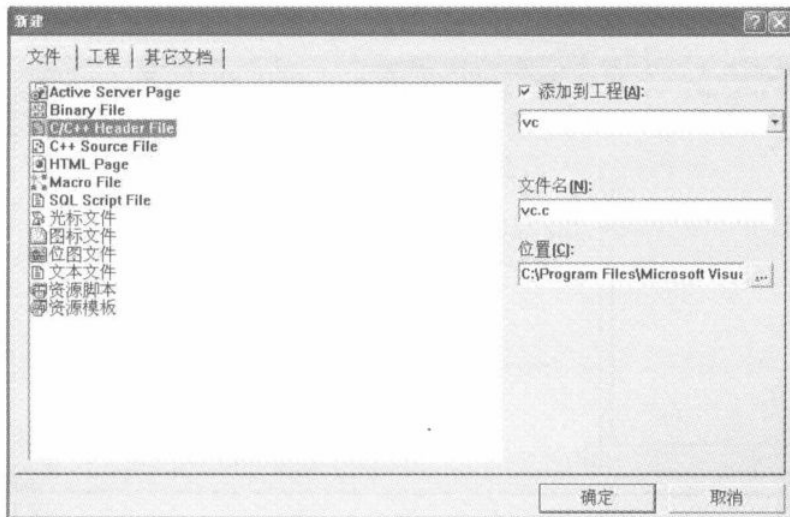 新建
文件 工程 其它文档
Active Server Page
Binary File
C/C++ Header File
C++ Source File
HTML Page
Macro File
SQL Script File
光标文件
图标文件
位图文件
文本文件
资源脚本
资源模板
添加到工程(A):
vc
文件名(N):
vc.c
位置(C):
C:\Program Files\Microsoft Visua ...
确定 取消